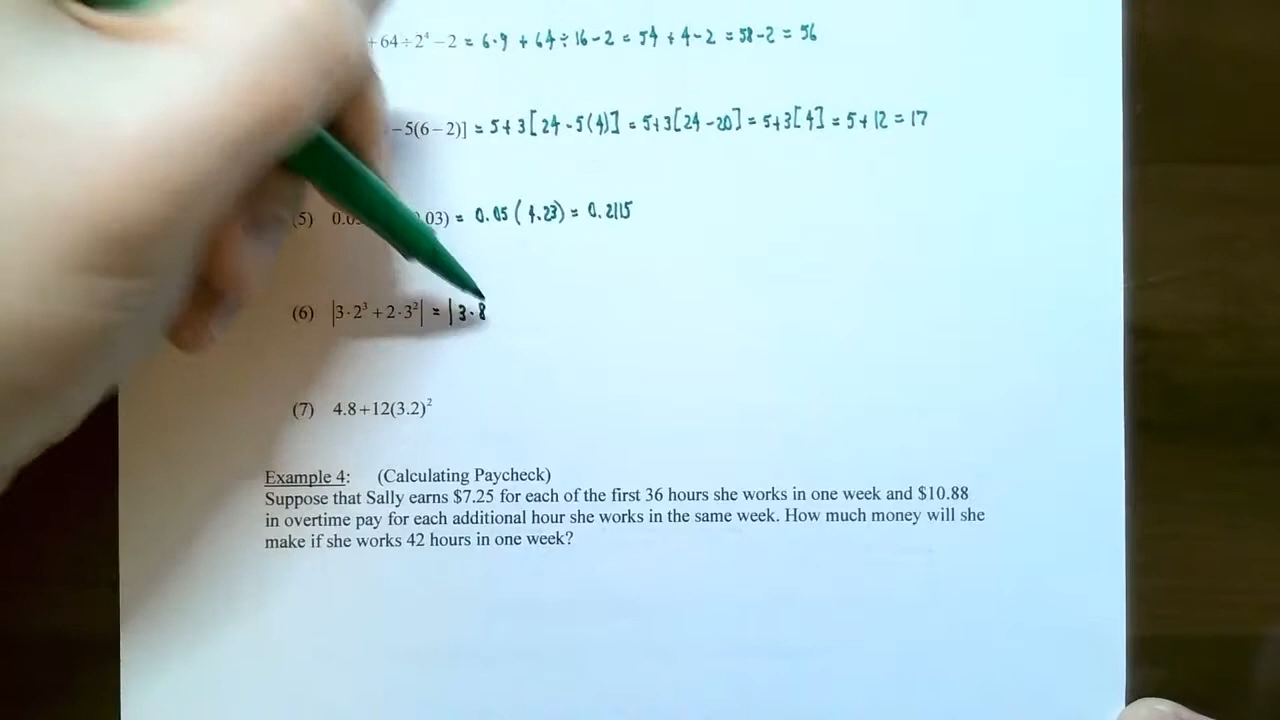 + 64 ÷ 2⁴ − 2 = 6·9 + 64 ÷ 16 − 2 = 54 + 4 − 2 = 58 − 2 = 56
− 5(6 − 2)] = 5 + 3[24 − 5(4)] = 5 + 3[24 − 20] = 5 + 3[4] = 5 + 12 = 17
(5) 0.0 03) = 0.05 (4.23) = 0.2115
(6) |3·2³ + 2·3²| = |3·8
(7) 4.8 + 12(3.2)²
Example 4: (Calculating Paycheck)
Suppose that Sally earns $7.25 for each of the first 36 hours she works in one week and $10.88
in overtime pay for each additional hour she works in the same week. How much money will she
make if she works 42 hours in one week?